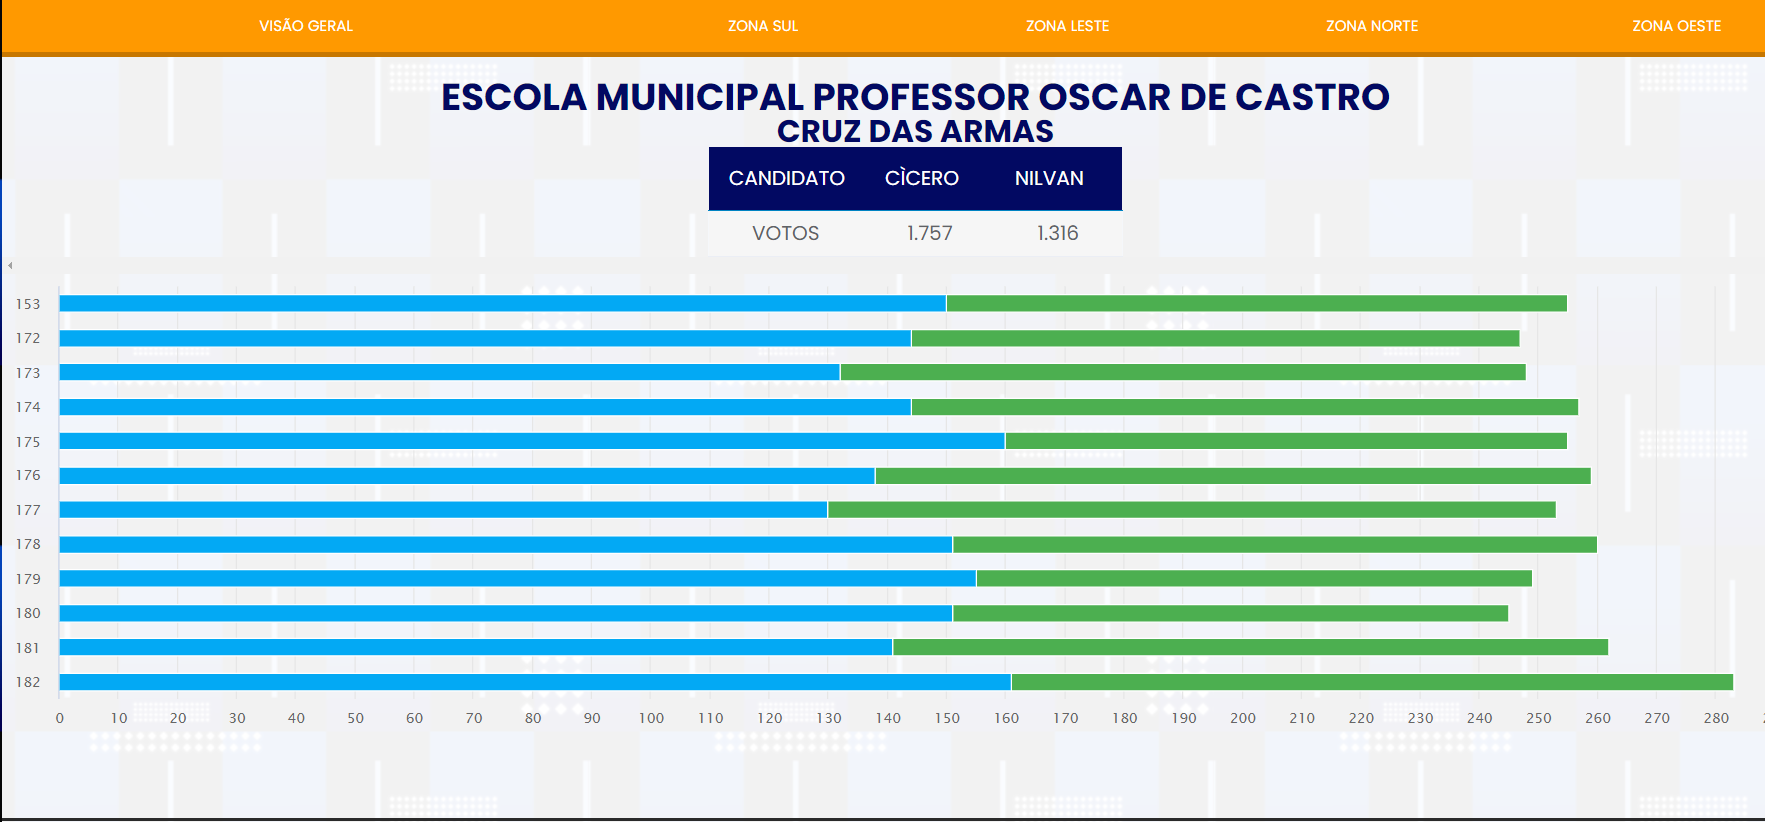 VISÃO GERAL ZONA SUL ZONA LESTE ZONA NORTE ZONA OESTE
ESCOLA MUNICIPAL PROFESSOR OSCAR DE CASTRO
CRUZ DAS ARMAS
CANDIDATO CÌCERO NILVAN
VOTOS 1.757 1.316
153
172
173
174
175
176
177
178
179
180
181
182
0 10 20 30 40 50 60 70 80 90 100 110 120 130 140 150 160 170 180 190 200 210 220 230 240 250 260 270 280